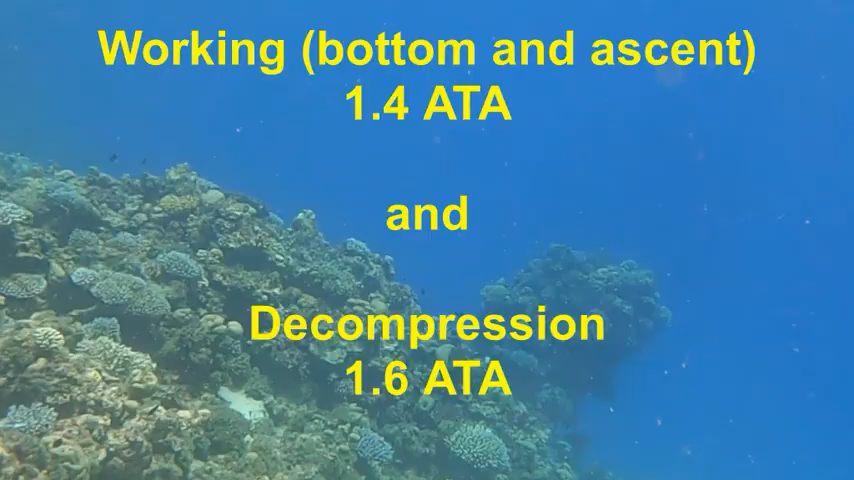 Working (bottom and ascent)
1.4 ATA
and
Decompression
1.6 ATA